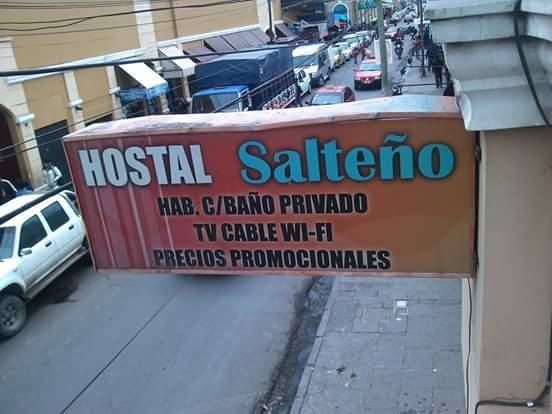 HOSTAL Salteño
HAB. C/BAÑO PRIVADO
TV CABLE WI-FI
PRECIOS PROMOCIONALES